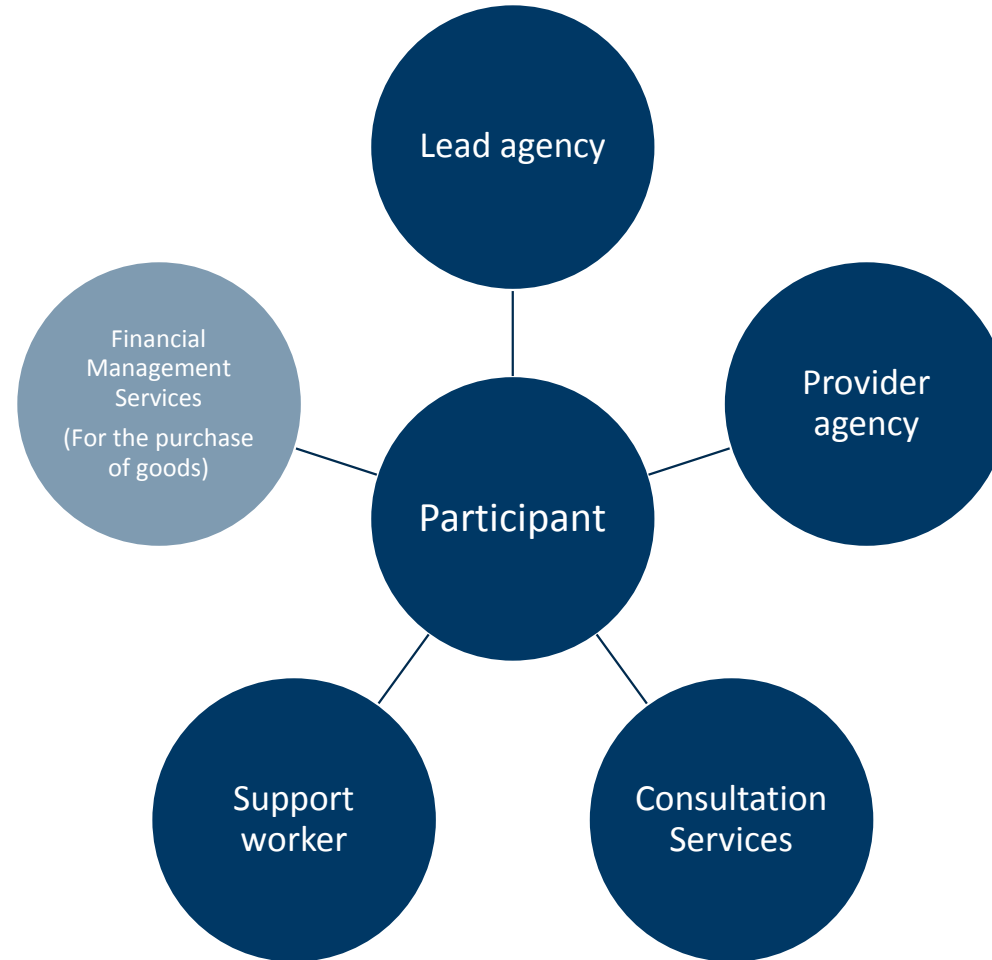 Lead agency
Financial
Management
Services
(For the purchase
of goods)
Provider
agency
Participant
Support
worker
Consultation
Services